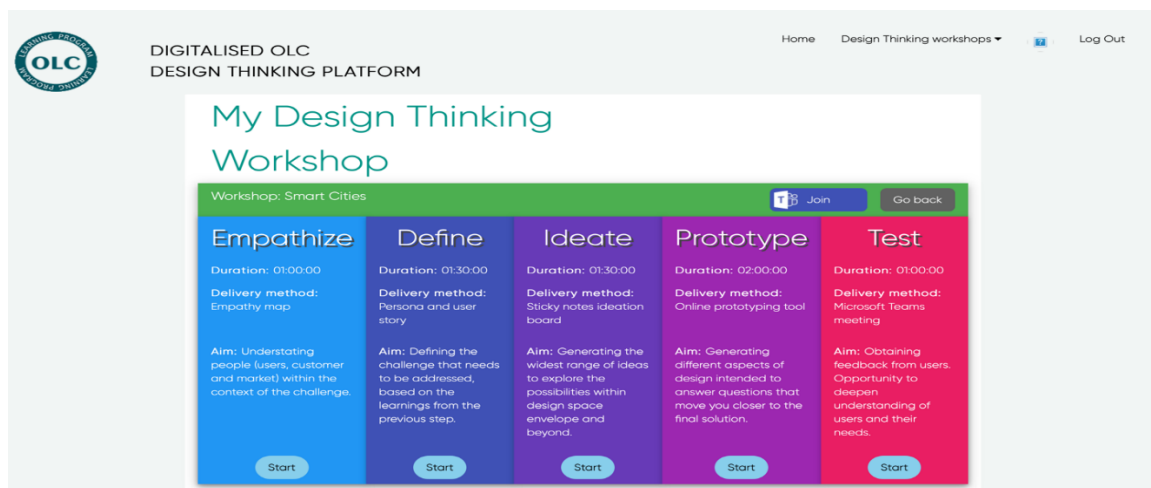 LEARNING PROGRAM
OLC
LEARNING PROGRAM
DIGITALISED OLC
DESIGN THINKING PLATFORM
Home
Design Thinking workshops
?
Log Out
My Design Thinking
Workshop
Workshop: Smart Cities
T
Join
Go back
Empathize
Duration: 01:00:00
Delivery method:
Empathy map
Aim: Understating
people (users, customer
and market) within the
context of the challenge.
Start
Define
Duration: 01:30:00
Delivery method:
Persona and user
story
Aim: Defining the
challenge that needs
to be addressed,
based on the
learnings from the
previous step.
Start
Ideate
Duration: 01:30:00
Delivery method:
Sticky notes ideation
board
Aim: Generating the
widest range of ideas
to explore the
possibilities within
design space
envelope and
beyond.
Start
Prototype
Duration: 02:00:00
Delivery method:
Online prototyping tool
Aim: Generating
different aspects of
design intended to
answer questions that
move you closer to the
final solution.
Start
Test
Duration: 01:00:00
Delivery method:
Microsoft Teams
meeting
Aim: Obtaining
feedback from users.
Opportunity to
deepen
understanding of
users and their
needs.
Start